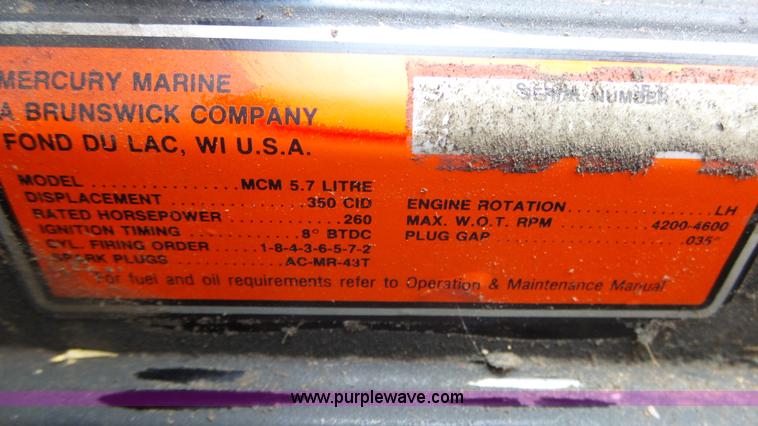 MERCURY MARINE
A BRUNSWICK COMPANY
FOND DU LAC, WI U.S.A.
SERIAL NUMBER
MODEL .............. MCM 5.7 LITRE
DISPLACEMENT .............. 350 CID
RATED HORSEPOWER .............. 260
IGNITION TIMING .............. 8° BTDC
CYL. FIRING ORDER ...... 1-8-4-3-6-5-7-2
SPARK PLUGS .............. AC-MR-43T
ENGINE ROTATION .............. LH
MAX. W.O.T. RPM .............. 4200-4600
PLUG GAP .............. .035"
For fuel and oil requirements refer to Operation & Maintenance Manual
www.purplewave.com